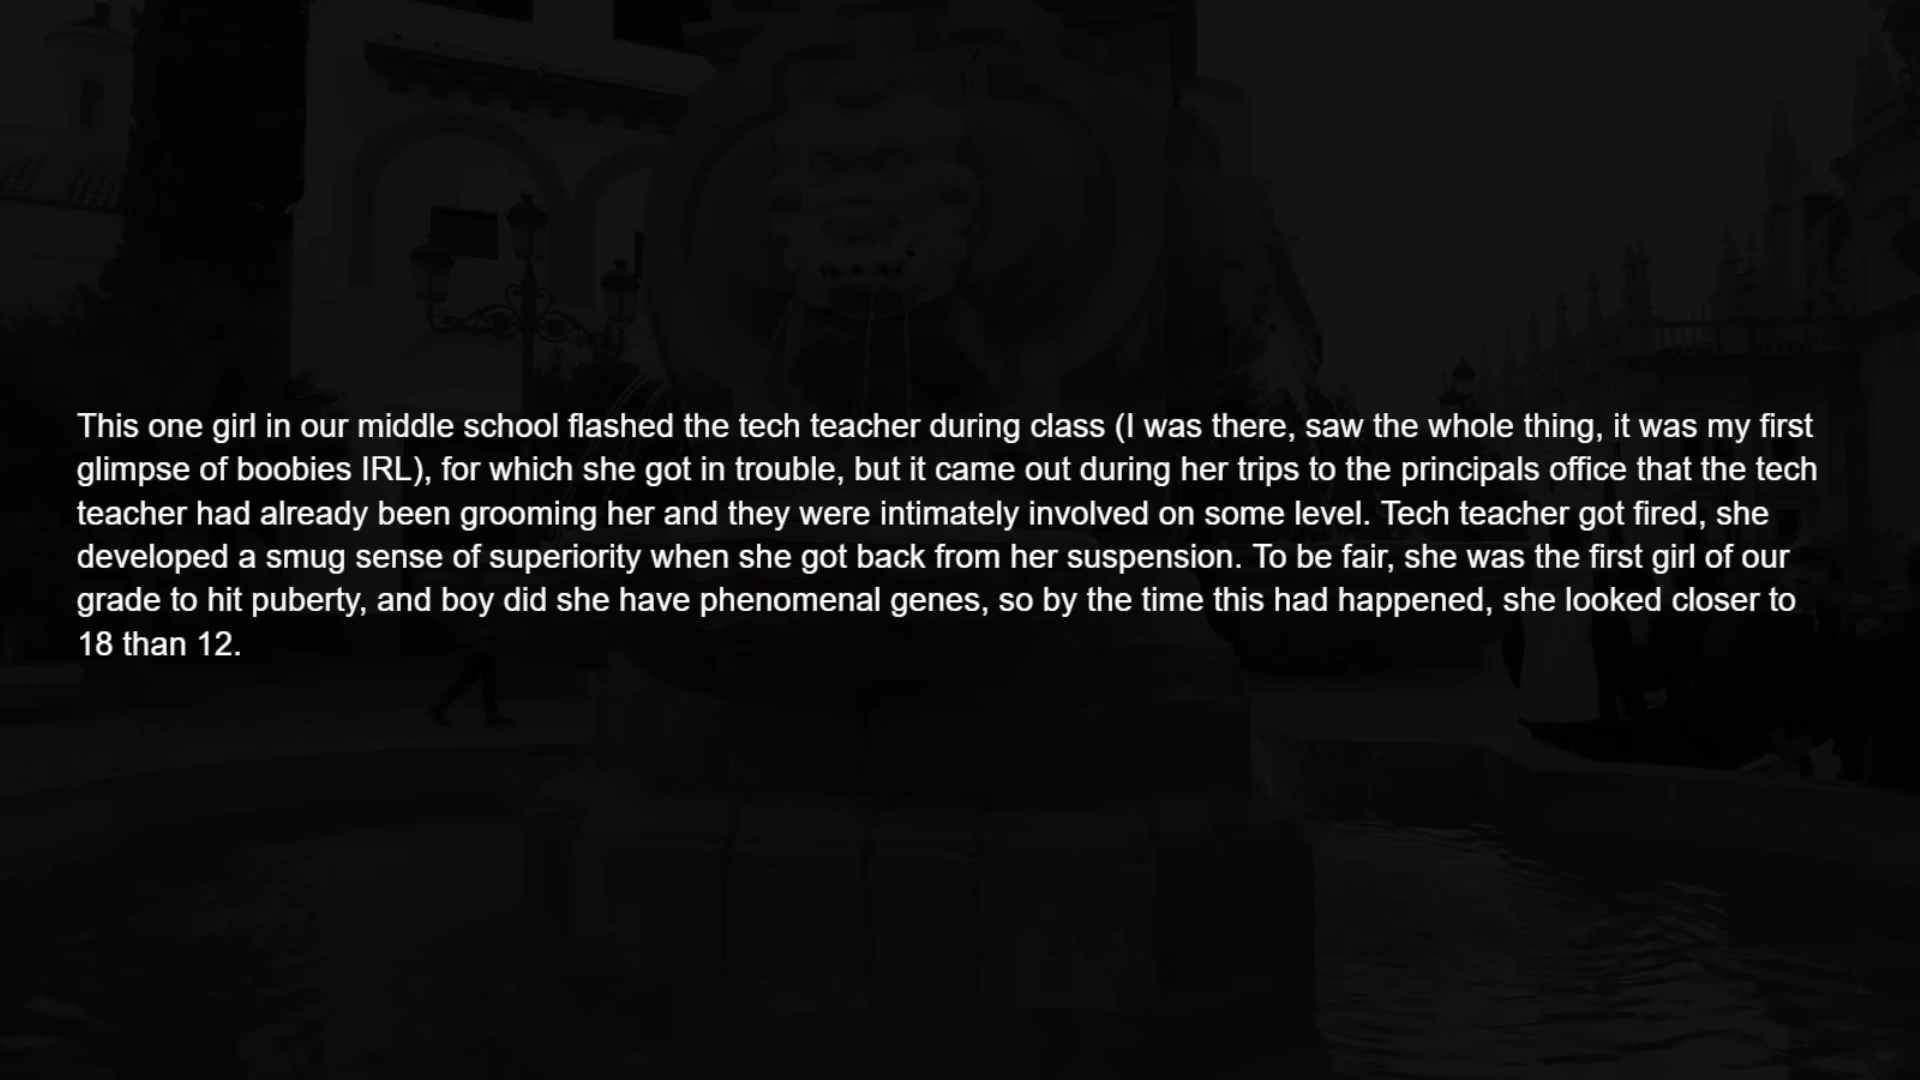 This one girl in our middle school flashed the tech teacher during class (I was there, saw the whole thing, it was my first
glimpse of boobies IRL), for which she got in trouble, but it came out during her trips to the principals office that the tech
teacher had already been grooming her and they were intimately involved on some level. Tech teacher got fired, she
developed a smug sense of superiority when she got back from her suspension. To be fair, she was the first girl of our
grade to hit puberty, and boy did she have phenomenal genes, so by the time this had happened, she looked closer to
18 than 12.